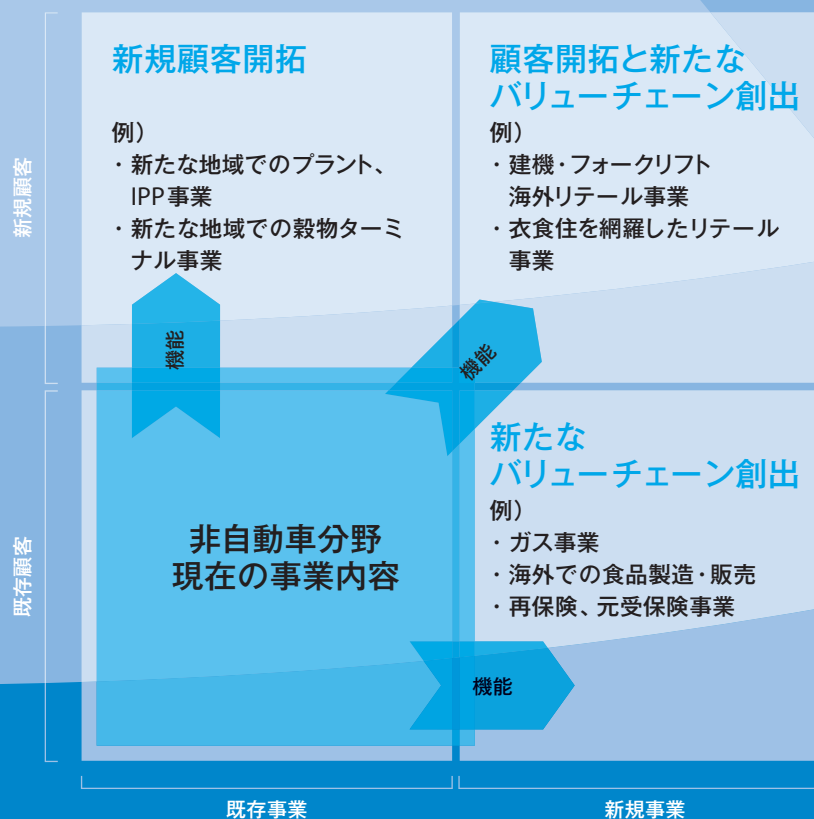 新規顧客開拓
例)
・新たな地域でのプラント、
IPP事業
・新たな地域での穀物ターミ
ナル事業
顧客開拓と新たな
バリューチェーン創出
例)
・建機・フォークリフト
海外リテール事業
・衣食住を網羅したリテール
事業
新規顧客
機能
機能
非自動車分野
現在の事業内容
新たな
バリューチェーン創出
例)
・ガス事業
・海外での食品製造・販売
・再保険、元受保険事業
既存顧客
機能
既存事業
新規事業